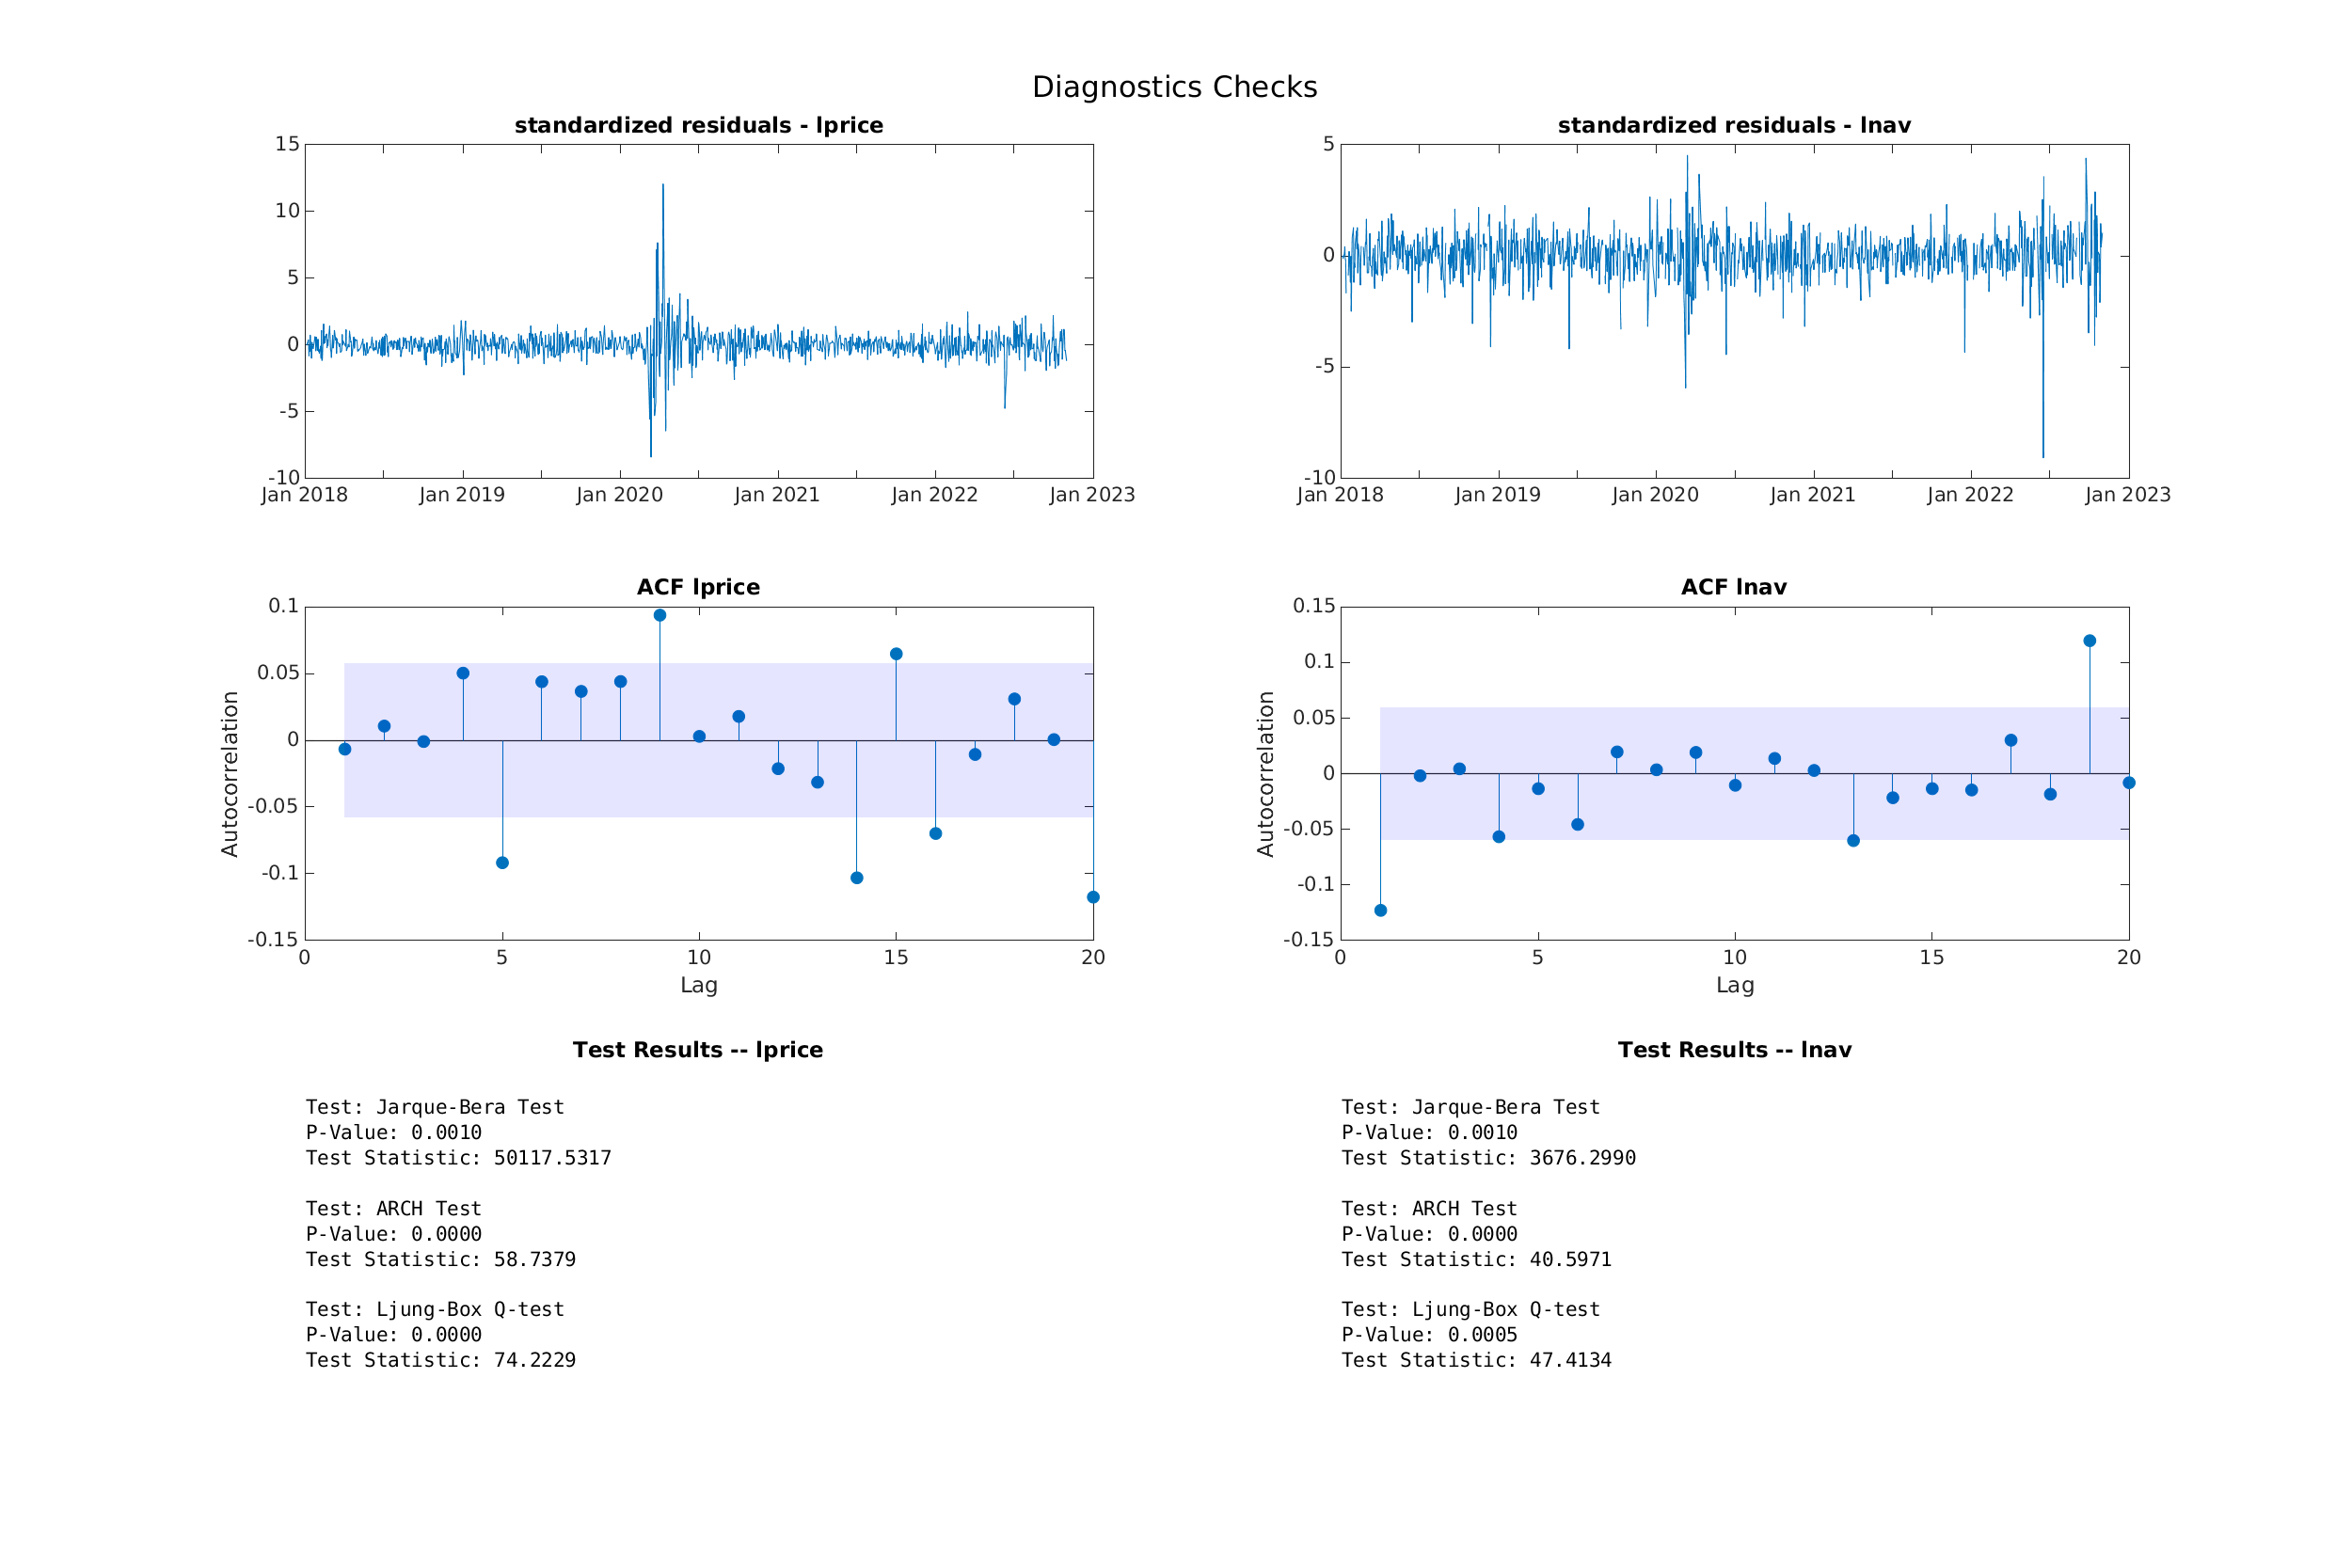 Diagnostics Checks
standardized residuals - lprice
15
10
5
0
-5
-10
Jan 2018 Jan 2019 Jan 2020 Jan 2021 Jan 2022 Jan 2023
standardized residuals - lnav
5
0
-5
-10
Jan 2018 Jan 2019 Jan 2020 Jan 2021 Jan 2022 Jan 2023
ACF lprice
Autocorrelation
0.1
0.05
0
-0.05
-0.1
-0.15
0 5 10 15 20
Lag
ACF lnav
Autocorrelation
0.15
0.1
0.05
0
-0.05
-0.1
-0.15
0 5 10 15 20
Lag
Test Results -- lprice
Test: Jarque-Bera Test
P-Value: 0.0010
Test Statistic: 50117.5317
Test: ARCH Test
P-Value: 0.0000
Test Statistic: 58.7379
Test: Ljung-Box Q-test
P-Value: 0.0000
Test Statistic: 74.2229
Test Results -- lnav
Test: Jarque-Bera Test
P-Value: 0.0010
Test Statistic: 3676.2990
Test: ARCH Test
P-Value: 0.0000
Test Statistic: 40.5971
Test: Ljung-Box Q-test
P-Value: 0.0005
Test Statistic: 47.4134